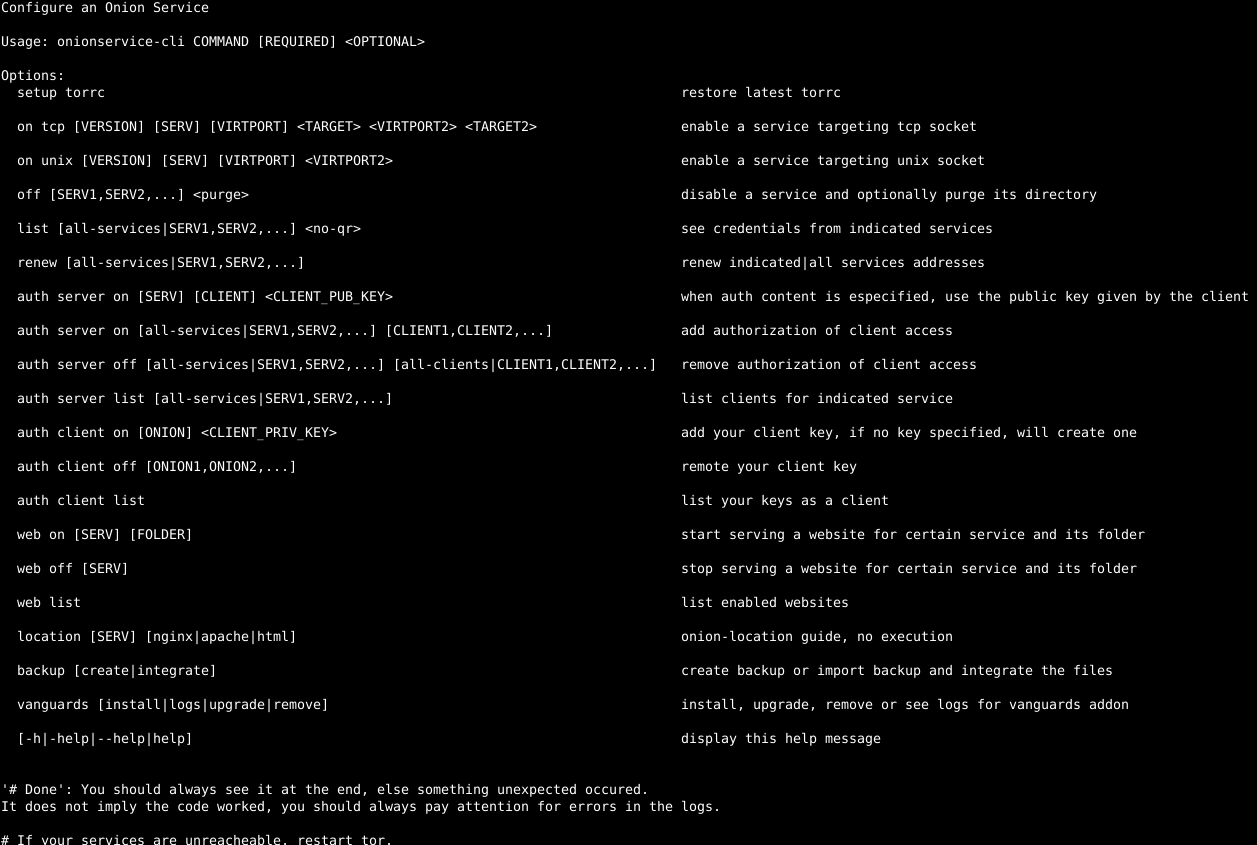 Configure an Onion Service
Usage: onionservice-cli COMMAND [REQUIRED] <OPTIONAL>
Options:
setup torrc restore latest torrc
on tcp [VERSION] [SERV] [VIRTPORT] <TARGET> <VIRTPORT2> <TARGET2> enable a service targeting tcp socket
on unix [VERSION] [SERV] [VIRTPORT] <VIRTPORT2> enable a service targeting unix socket
off [SERV1,SERV2,...] <purge> disable a service and optionally purge its directory
list [all-services|SERV1,SERV2,...] <no-qr> see credentials from indicated services
renew [all-services|SERV1,SERV2,...] renew indicated|all services addresses
auth server on [SERV] [CLIENT] <CLIENT_PUB_KEY> when auth content is especified, use the public key given by the client
auth server on [all-services|SERV1,SERV2,...] [CLIENT1,CLIENT2,...] add authorization of client access
auth server off [all-services|SERV1,SERV2,...] [all-clients|CLIENT1,CLIENT2,...] remove authorization of client access
auth server list [all-services|SERV1,SERV2,...] list clients for indicated service
auth client on [ONION] <CLIENT_PRIV_KEY> add your client key, if no key specified, will create one
auth client off [ONION1,ONION2,...] remote your client key
auth client list list your keys as a client
web on [SERV] [FOLDER] start serving a website for certain service and its folder
web off [SERV] stop serving a website for certain service and its folder
web list list enabled websites
location [SERV] [nginx|apache|html] onion-location guide, no execution
backup [create|integrate] create backup or import backup and integrate the files
vanguards [install|logs|upgrade|remove] install, upgrade, remove or see logs for vanguards addon
[-h|-help|--help|help] display this help message
'# Done': You should always see it at the end, else something unexpected occured.
It does not imply the code worked, you should always pay attention for errors in the logs.
# If your services are unreacheable, restart tor.